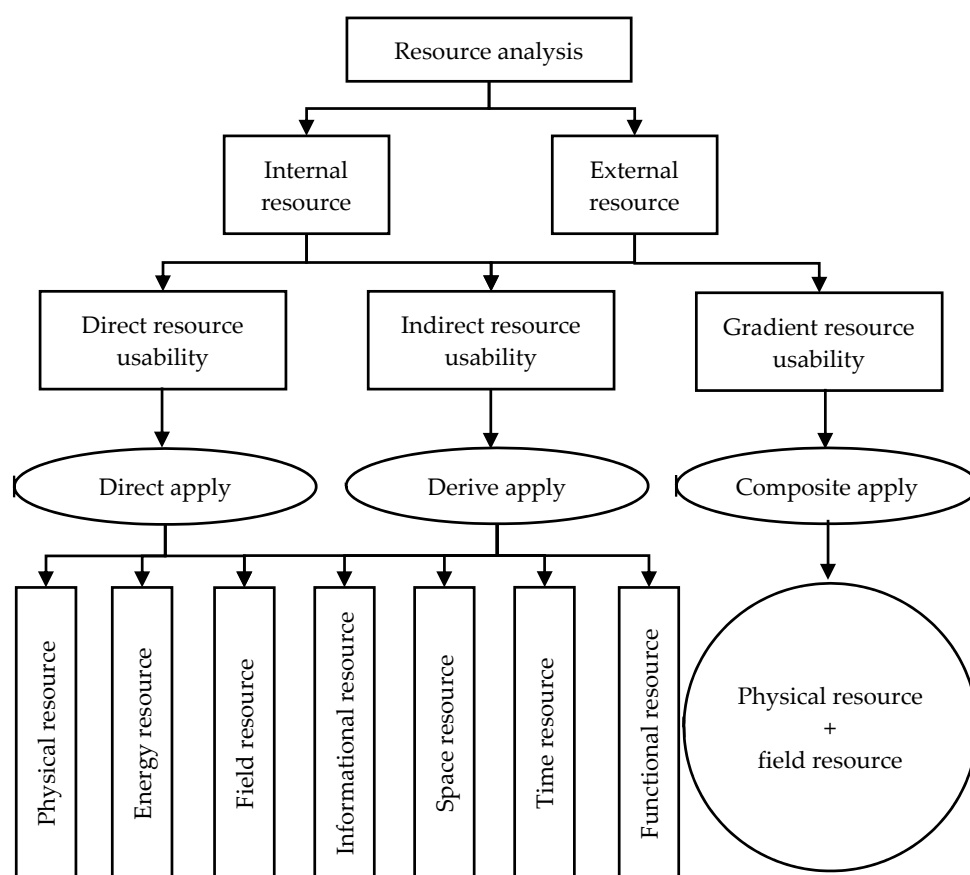 Resource analysis
Internal
resource
External
resource
Direct resource
usability
Indirect resource
usability
Gradient resource
usability
Direct apply
Derive apply
Composite apply
Physical resource
Energy resource
Field resource
Informational resource
Space resource
Time resource
Functional resource
Physical resource
+
field resource